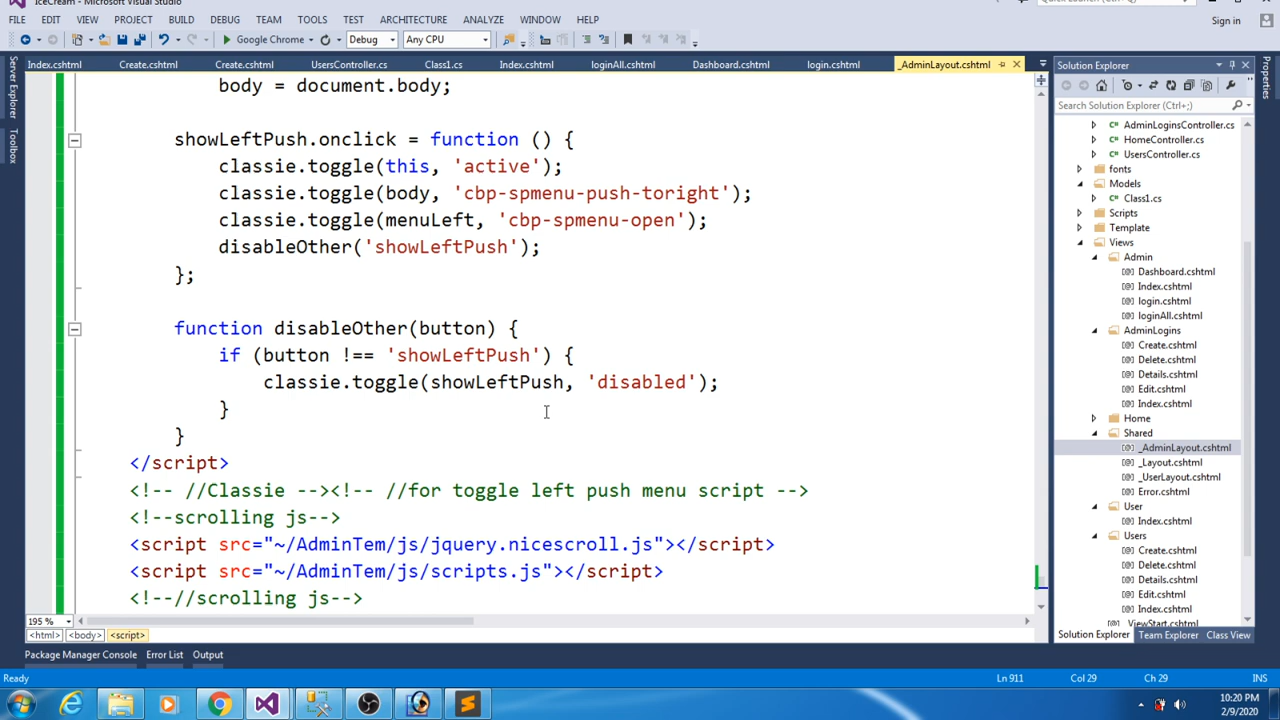 IceCream - Microsoft Visual Studio
Quick Launch (Ctrl+Q)
FILE EDIT VIEW PROJECT BUILD DEBUG TEAM TOOLS TEST ARCHITECTURE ANALYZE WINDOW HELP
Sign in
Google Chrome Debug Any CPU
Index.cshtml Create.cshtml Create.cshtml UsersController.cs Class1.cs Index.cshtml loginAll.cshtml Dashboard.cshtml login.cshtml _AdminLayout.cshtml
Server Explorer
Toolbox
body = document.body;
showLeftPush.onclick = function () {
classie.toggle(this, 'active');
classie.toggle(body, 'cbp-spmenu-push-toright');
classie.toggle(menuLeft, 'cbp-spmenu-open');
disableOther('showLeftPush');
};
function disableOther(button) {
if (button !== 'showLeftPush') {
classie.toggle(showLeftPush, 'disabled');
}
}
</script>
<!-- //Classie --><!-- //for toggle left push menu script -->
<!--scrolling js-->
<script src="~/AdminTem/js/jquery.nicescroll.js"></script>
<script src="~/AdminTem/js/scripts.js"></script>
<!--//scrolling js-->
195 %
<html> <body> <script>
Solution Explorer
Search Solution Explorer (Ctrl+;)
AdminLoginsController.cs
HomeController.cs
UsersController.cs
fonts
Models
Class1.cs
Scripts
Template
Views
Admin
Dashboard.cshtml
Index.cshtml
login.cshtml
loginAll.cshtml
AdminLogins
Create.cshtml
Delete.cshtml
Details.cshtml
Edit.cshtml
Index.cshtml
Home
Shared
_AdminLayout.cshtml
_Layout.cshtml
_UserLayout.cshtml
Error.cshtml
User
Index.cshtml
Users
Create.cshtml
Delete.cshtml
Details.cshtml
Edit.cshtml
Index.cshtml
_ViewStart.cshtml
Solution Explorer Team Explorer Class View
Properties
Package Manager Console Error List Output
Ready Ln 911 Col 29 Ch 29 INS
10:20 PM
2/9/2020